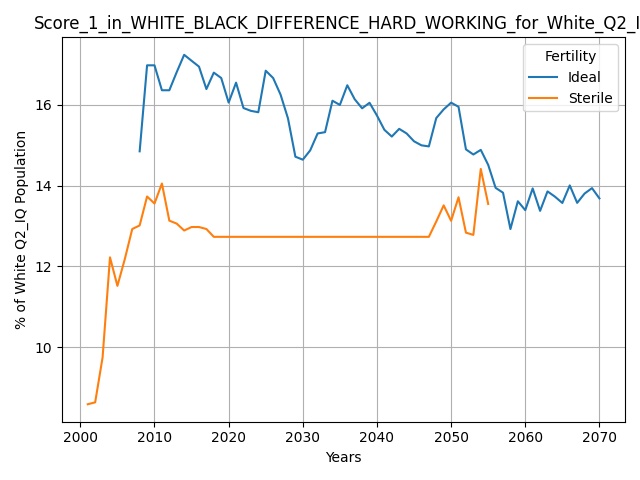 Score_1_in_WHITE_BLACK_DIFFERENCE_HARD_WORKING_for_White_Q2_I
Fertility
Ideal
Sterile
% of White Q2_IQ Population
16
14
12
10
2000 2010 2020 2030 2040 2050 2060 2070
Years